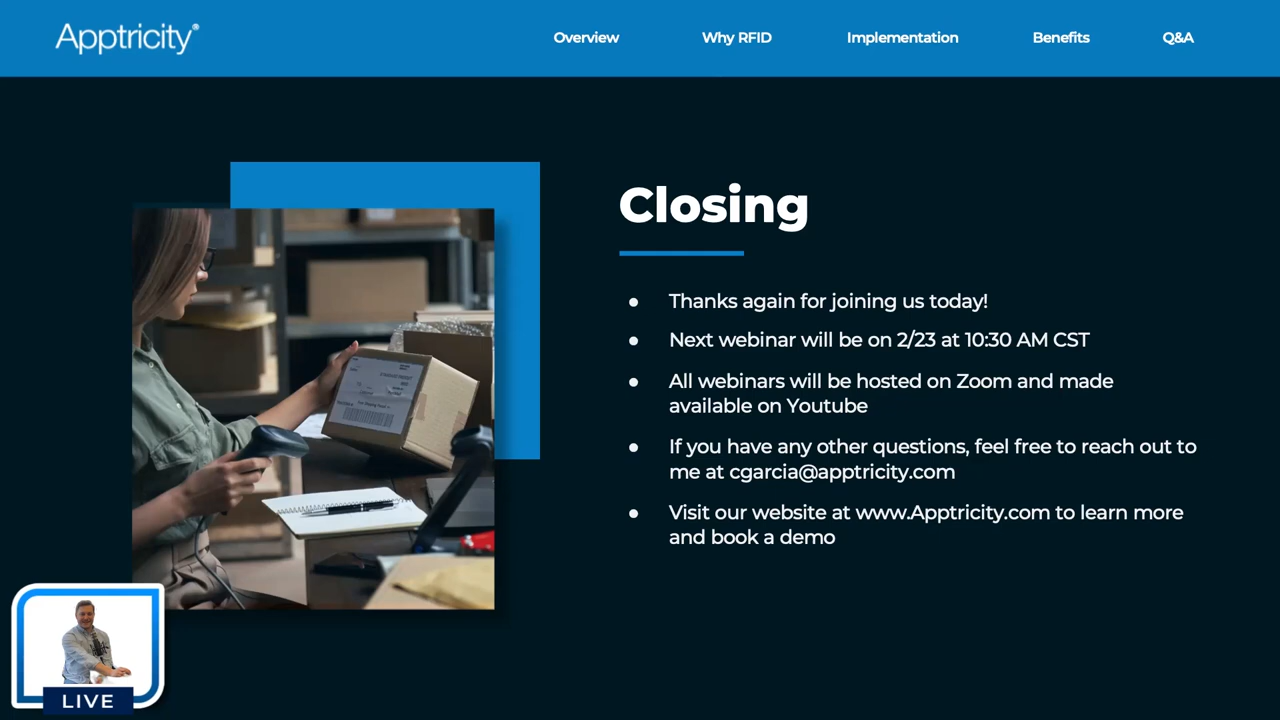 Apptricity®
Overview
Why RFID
Implementation
Benefits
Q&A
Closing
● Thanks again for joining us today!
● Next webinar will be on 2/23 at 10:30 AM CST
● All webinars will be hosted on Zoom and made
available on Youtube
● If you have any other questions, feel free to reach out to
me at cgarcia@apptricity.com
● Visit our website at www.Apptricity.com to learn more
and book a demo
LIVE